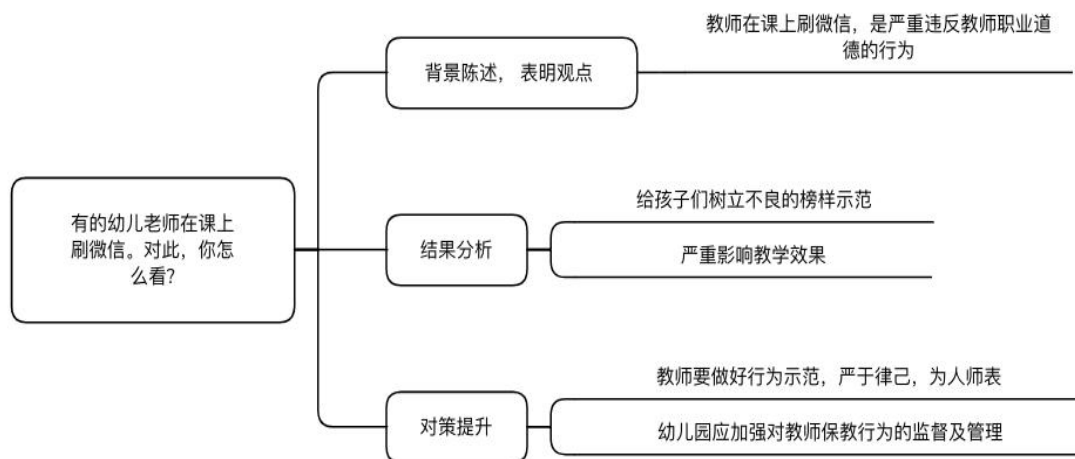 有的幼儿老师在课上
刷微信。对此，你怎
么看?
背景陈述， 表明观点
教师在课上刷微信，是严重违反教师职业道
德的行为
结果分析
给孩子们树立不良的榜样示范
严重影响教学效果
对策提升
教师要做好行为示范，严于律己，为人师表
幼儿园应加强对教师保教行为的监督及管理